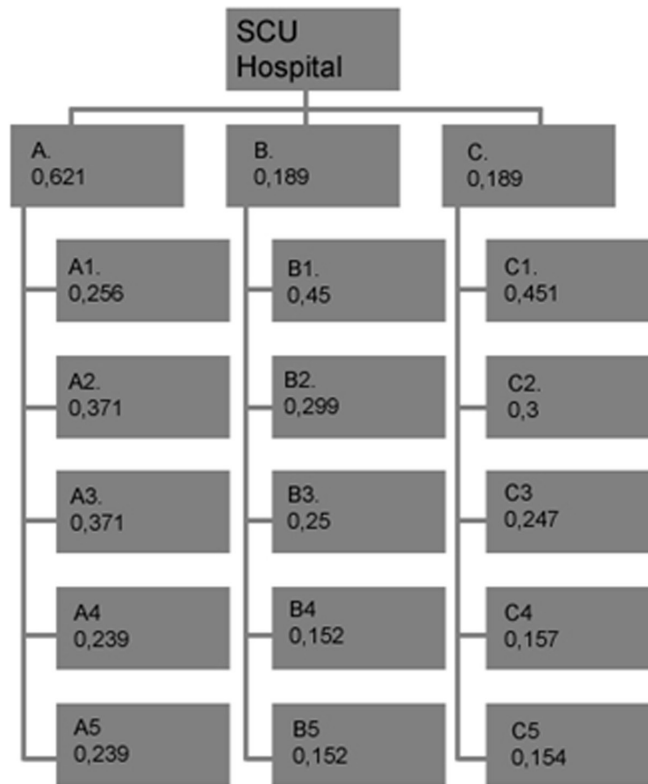 SCU
Hospital
A.
0,621
B.
0,189
C.
0,189
A1.
0,256
B1.
0,45
C1.
0,451
A2.
0,371
B2.
0,299
C2.
0,3
A3.
0,371
B3.
0,25
C3
0,247
A4
0,239
B4
0,152
C4
0,157
A5
0,239
B5
0,152
C5
0,154